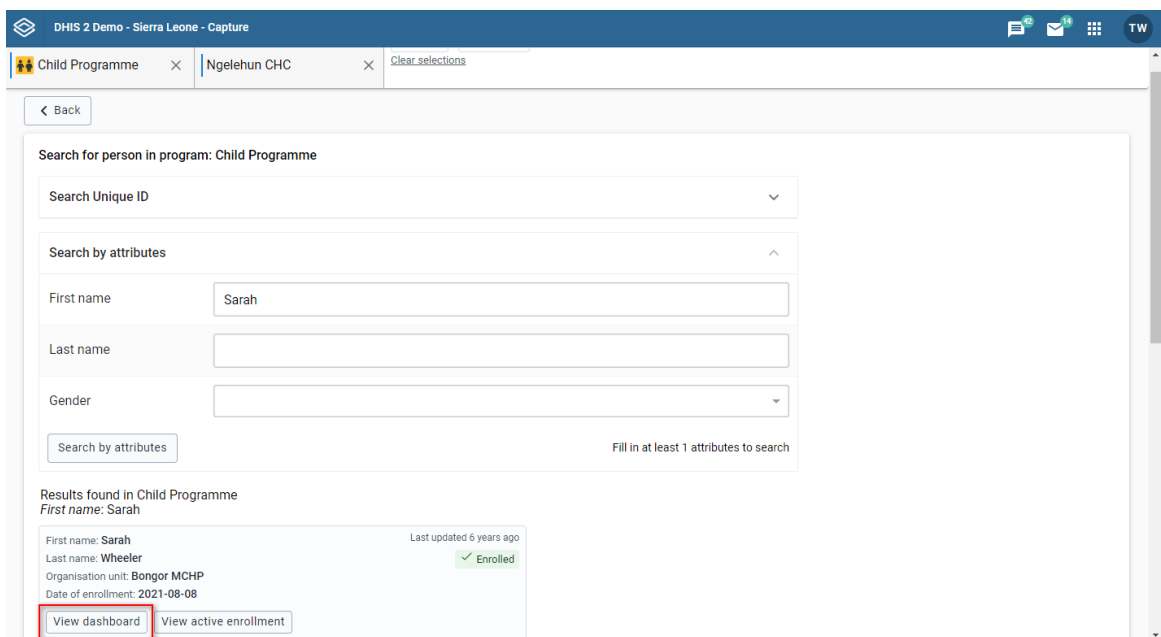 DHIS 2 Demo - Sierra Leone - Capture
42
14
TW
Child Programme
Ngelehun CHC
Clear selections
Back
Search for person in program: Child Programme
Search Unique ID
Search by attributes
First name
Sarah
Last name
Gender
Search by attributes
Fill in at least 1 attributes to search
Results found in Child Programme
First name: Sarah
First name: Sarah
Last updated 6 years ago
Last name: Wheeler
Enrolled
Organisation unit: Bongor MCHP
Date of enrollment: 2021-08-08
View dashboard
View active enrollment